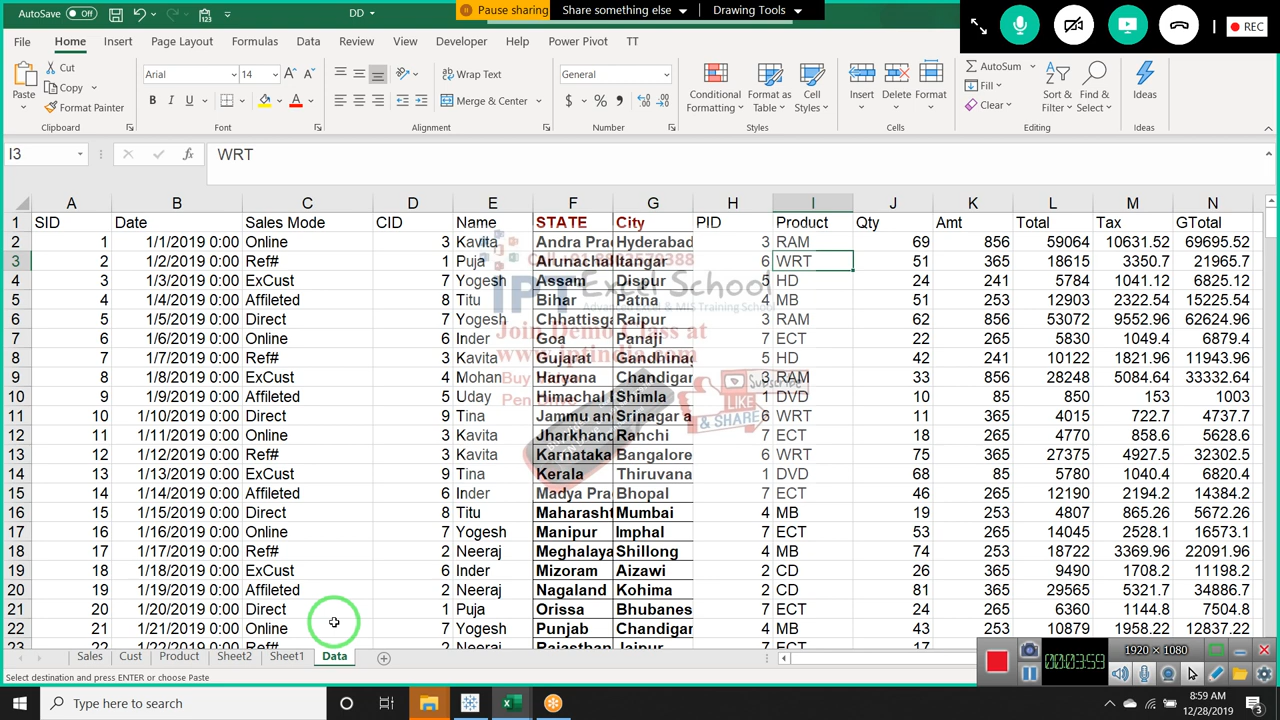 AutoSave Off DD Pause sharing Share something else Drawing Tools REC
File Home Insert Page Layout Formulas Data Review View Developer Help Power Pivot TT
Paste Cut Copy Format Painter Clipboard
Arial 14 Font
Wrap Text Merge & Center Alignment
General Number
Conditional Formatting Format as Table Cell Styles Styles
Insert Delete Format Cells
AutoSum Fill Clear Sort & Filter Find & Select Editing
Ideas Ideas
I3 fx WRT
A B C D E F G H I J K L M N
1 SID Date Sales Mode CID Name STATE City PID Product Qty Amt Total Tax GTotal
2 1 1/1/2019 0:00 Online 3 Kavita Andra Prad Hyderabad 3 RAM 69 856 59064 10631.52 69695.52
3 2 1/2/2019 0:00 Ref# 1 Puja Arunachal Itangar 6 WRT 51 365 18615 3350.7 21965.7
4 3 1/3/2019 0:00 ExCust 7 Yogesh Assam Dispur 5 HD 24 241 5784 1041.12 6825.12
5 4 1/4/2019 0:00 Affileted 8 Titu Bihar Patna MB 51 253 12903 2322.54 15225.54
6 5 1/5/2019 0:00 Direct 7 Yogesh Chhattisga Raipur 3 RAM 62 856 53072 9552.96 62624.96
7 6 1/6/2019 0:00 Online 6 Inder Goa Panaji 7 ECT 22 265 5830 1049.4 6879.4
8 7 1/7/2019 0:00 Ref# 3 Kavita Gujarat Gandhinag 5 HD 42 241 10122 1821.96 11943.96
9 8 1/8/2019 0:00 ExCust 4 Mohan Haryana Chandigar 3 RAM 33 856 28248 5084.64 33332.64
10 9 1/9/2019 0:00 Affileted 5 Uday Himachal Shimla 1 DVD 10 85 850 153 1003
11 10 1/10/2019 0:00 Direct 9 Tina Jammu an Srinagar a 6 WRT 11 365 4015 722.7 4737.7
12 11 1/11/2019 0:00 Online 3 Kavita Jharkhand Ranchi 7 ECT 18 265 4770 858.6 5628.6
13 12 1/12/2019 0:00 Ref# 3 Kavita Karnataka Bangalore 6 WRT 75 365 27375 4927.5 32302.5
14 13 1/13/2019 0:00 ExCust 9 Tina Kerala Thiruvana 1 DVD 68 85 5780 1040.4 6820.4
15 14 1/14/2019 0:00 Affileted 6 Inder Madya Pra Bhopal 7 ECT 46 265 12190 2194.2 14384.2
16 15 1/15/2019 0:00 Direct 8 Titu Maharasht Mumbai 4 MB 19 253 4807 865.26 5672.26
17 16 1/16/2019 0:00 Online 7 Yogesh Manipur Imphal 7 ECT 53 265 14045 2528.1 16573.1
18 17 1/17/2019 0:00 Ref# 2 Neeraj Meghalaya Shillong 4 MB 74 253 18722 3369.96 22091.96
19 18 1/18/2019 0:00 ExCust 6 Inder Mizoram Aizawi 2 CD 26 365 9490 1708.2 11198.2
20 19 1/19/2019 0:00 Affileted 2 Neeraj Nagaland Kohima 2 CD 81 365 29565 5321.7 34886.7
21 20 1/20/2019 0:00 Direct 1 Puja Orissa Bhubanes 7 ECT 24 265 6360 1144.8 7504.8
22 21 1/21/2019 0:00 Online 7 Yogesh Punjab Chandigar 4 MB 43 253 10879 1958.22 12837.22
IPT Excel School
Advanced Excel & MIS Training School
Join Demo Class at
www.iptindia.com
Subscribe
LIKE
& SHARE
Sales Cust Product Sheet2 Sheet1 Data
Select destination and press ENTER or choose Paste
1920 × 1080
00:03:59
Type here to search
8:59 AM
12/28/2019
3